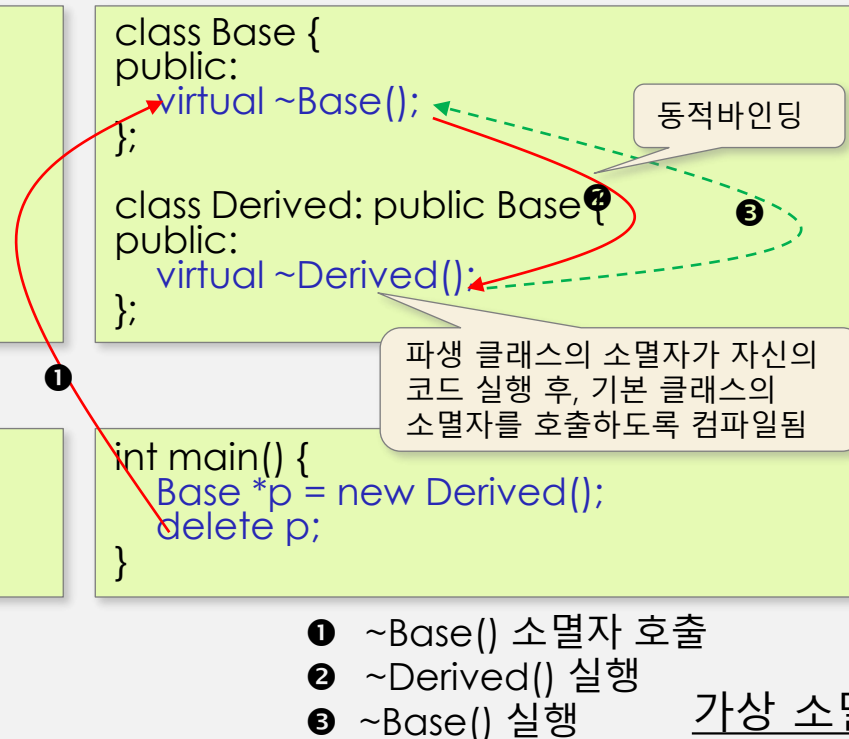 class Base {
public:
virtual ~Base();
};
동적바인딩
class Derived: public Base {
❷
❸
public:
virtual ~Derived();
};
파생 클래스의 소멸자가 자신의
코드 실행 후, 기본 클래스의
소멸자를 호출하도록 컴파일됨
❶
int main() {
Base *p = new Derived();
delete p;
}
❶ ~Base() 소멸자 호출
❷ ~Derived() 실행
❸ ~Base() 실행
가상